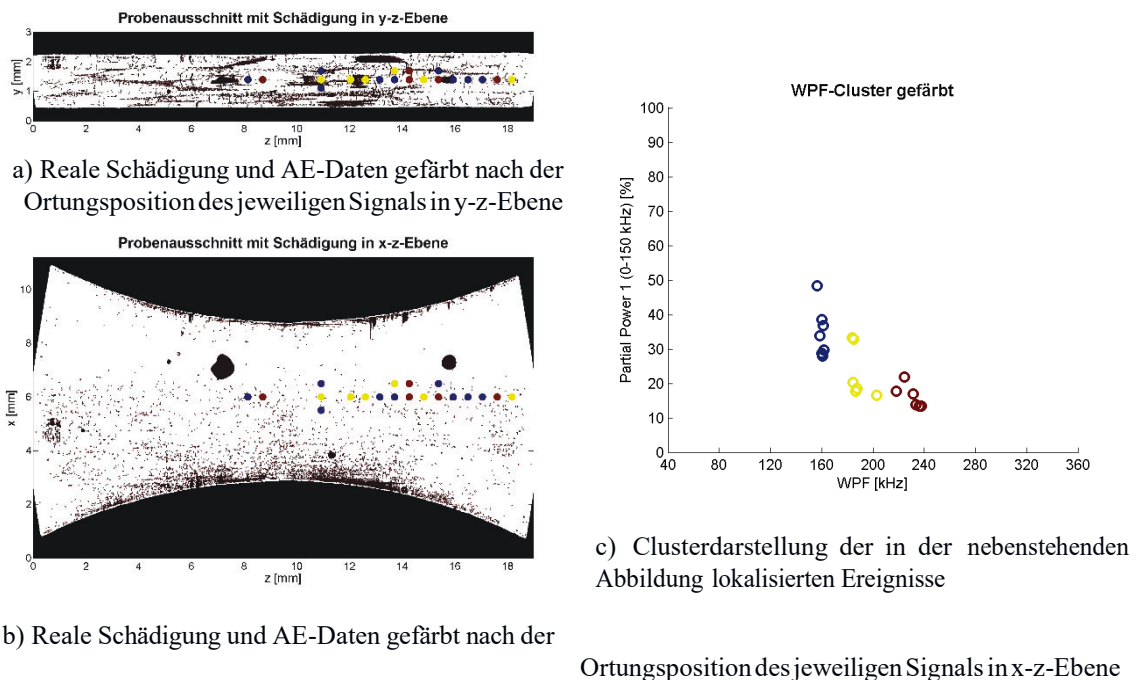 Probenausschnitt mit Schädigung in y-z-Ebene
3
2
1
0
y [mm]
0 2 4 6 8 10 12 14 16 18
z [mm]
a) Reale Schädigung und AE-Daten gefärbt nach der
Ortungsposition des jeweiligen Signals in y-z-Ebene
Probenausschnitt mit Schädigung in x-z-Ebene
10
8
6
4
2
0
x [mm]
0 2 4 6 8 10 12 14 16 18
z [mm]
b) Reale Schädigung und AE-Daten gefärbt nach der
Ortungsposition des jeweiligen Signals in x-z-Ebene
WPF-Cluster gefärbt
100
90
80
70
60
50
40
30
20
10
0
Partial Power 1 (0-150 kHz) [%]
40 80 120 160 200 240 280 320 360
WPF [kHz]
c) Clusterdarstellung der in der nebenstehenden
Abbildung lokalisierten Ereignisse